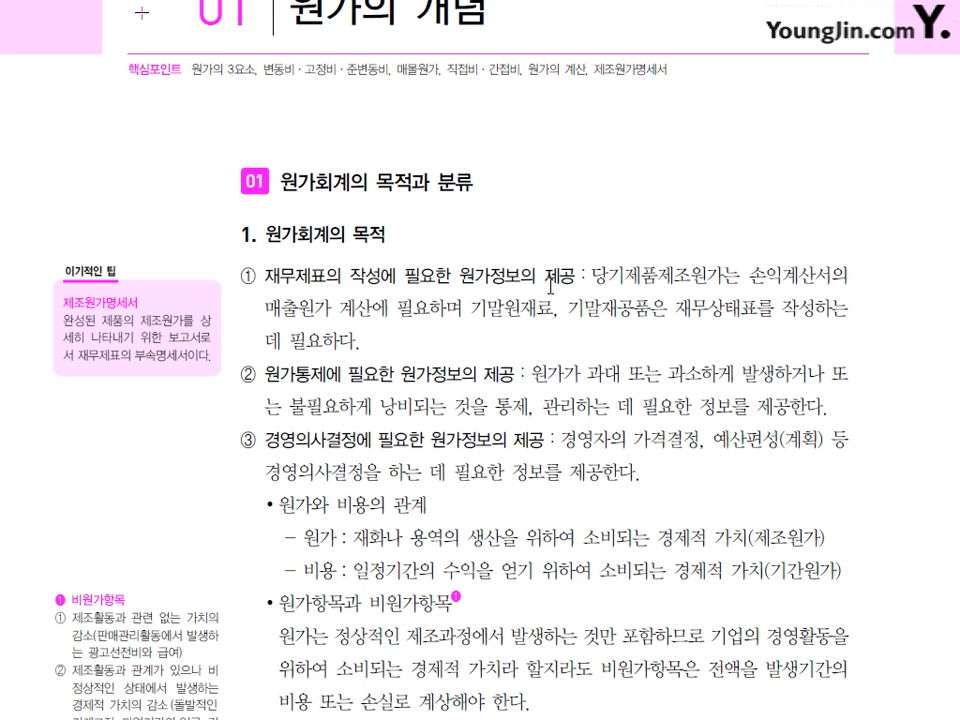 01 원가의 개념
YoungJin.com Y.
핵심포인트 원가의 3요소, 변동비·고정비·준변동비, 매몰원가, 직접비·간접비, 원가의 계산, 제조원가명세서
01 원가회계의 목적과 분류
1. 원가회계의 목적
① 재무제표의 작성에 필요한 원가정보의 제공 : 당기제품제조원가는 손익계산서의
매출원가 계산에 필요하며 기말원재료, 기말재공품은 재무상태표를 작성하는
데 필요하다.
② 원가통제에 필요한 원가정보의 제공 : 원가가 과대 또는 과소하게 발생하거나 또
는 불필요하게 낭비되는 것을 통제, 관리하는 데 필요한 정보를 제공한다.
③ 경영의사결정에 필요한 원가정보의 제공 : 경영자의 가격결정, 예산편성(계획) 등
경영의사결정을 하는 데 필요한 정보를 제공한다.
• 원가와 비용의 관계
– 원가 : 재화나 용역의 생산을 위하여 소비되는 경제적 가치(제조원가)
– 비용 : 일정기간의 수익을 얻기 위하여 소비되는 경제적 가치(기간원가)
• 원가항목과 비원가항목❶
원가는 정상적인 제조과정에서 발생하는 것만 포함하므로 기업의 경영활동을
위하여 소비되는 경제적 가치라 할지라도 비원가항목은 전액을 발생기간의
비용 또는 손실로 계상해야 한다.
이기적인 팁
제조원가명세서
완성된 제품의 제조원가를 상
세히 나타내기 위한 보고서로
서 재무제표의 부속명세서이다.
❶ 비원가항목
① 제조활동과 관련 없는 가치의
감소(판매관리활동에서 발생하
는 광고선전비와 급여)
② 제조활동과 관계가 있으나 비
정상적인 상태에서 발생하는
경제적 가치의 감소(돌발적인